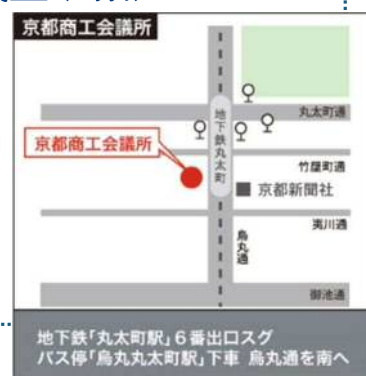 京都商工会議所
丸太町通
地下鉄丸太町
京都商工会議所
竹屋町通
京都新聞社
夷川通
烏丸通
御池通
地下鉄「丸太町駅」6番出口スグ
バス停「烏丸丸太町駅」下車 烏丸通を南へ